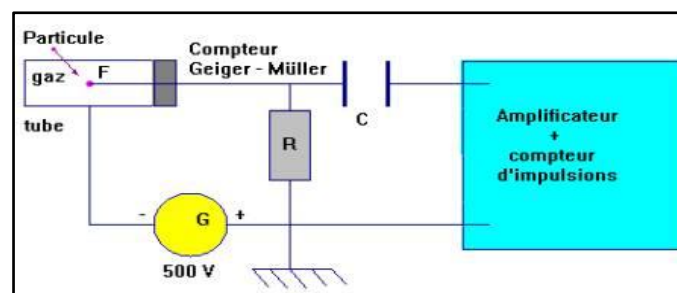 Particule
gaz
F
tube
Compteur
Geiger - Müller
C
R
- G +
500 V
Amplificateur
+
compteur
d'impulsions